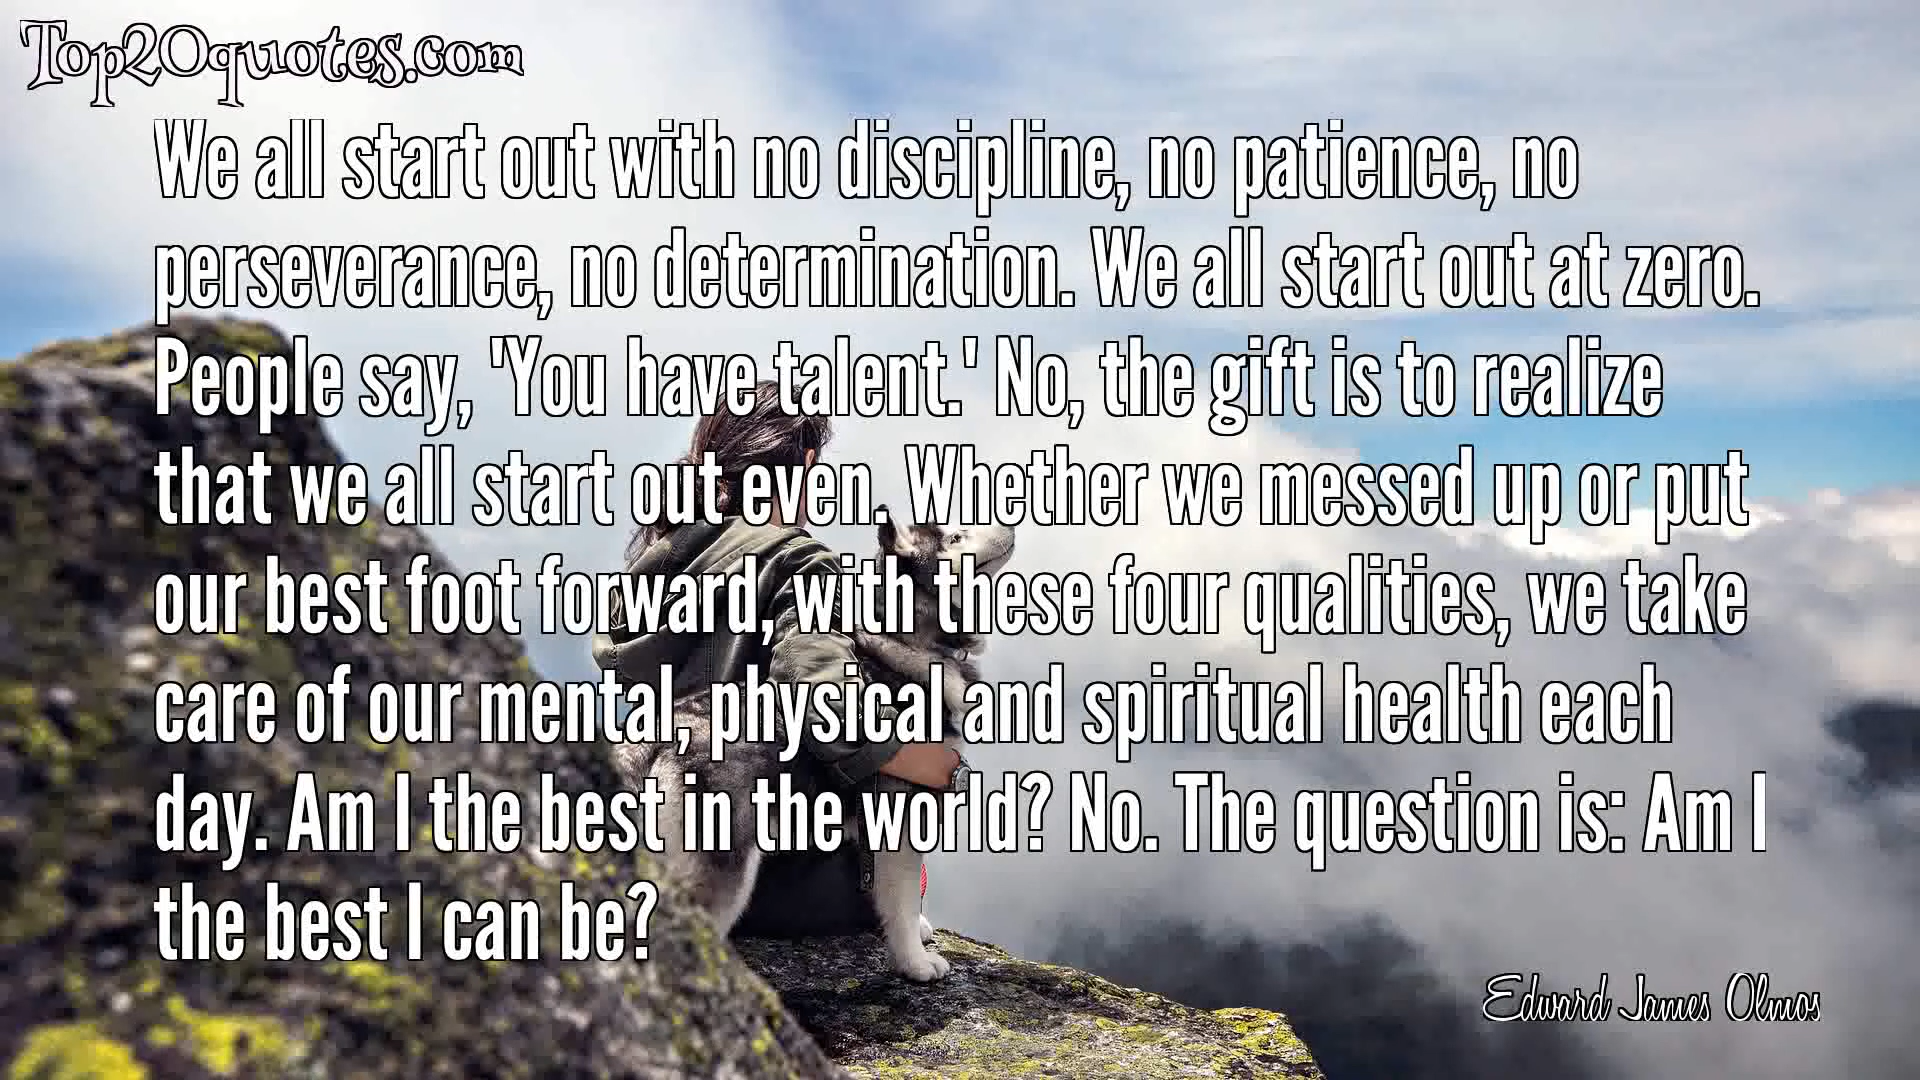 Top20quotes.com
We all start out with no discipline, no patience, no
perseverance, no determination. We all start out at zero.
People say, 'You have talent.' No, the gift is to realize
that we all start out even. Whether we messed up or put
our best foot forward, with these four qualities, we take
care of our mental, physical and spiritual health each
day. Am I the best in the world? No. The question is: Am I
the best I can be?
Edward James Olmos